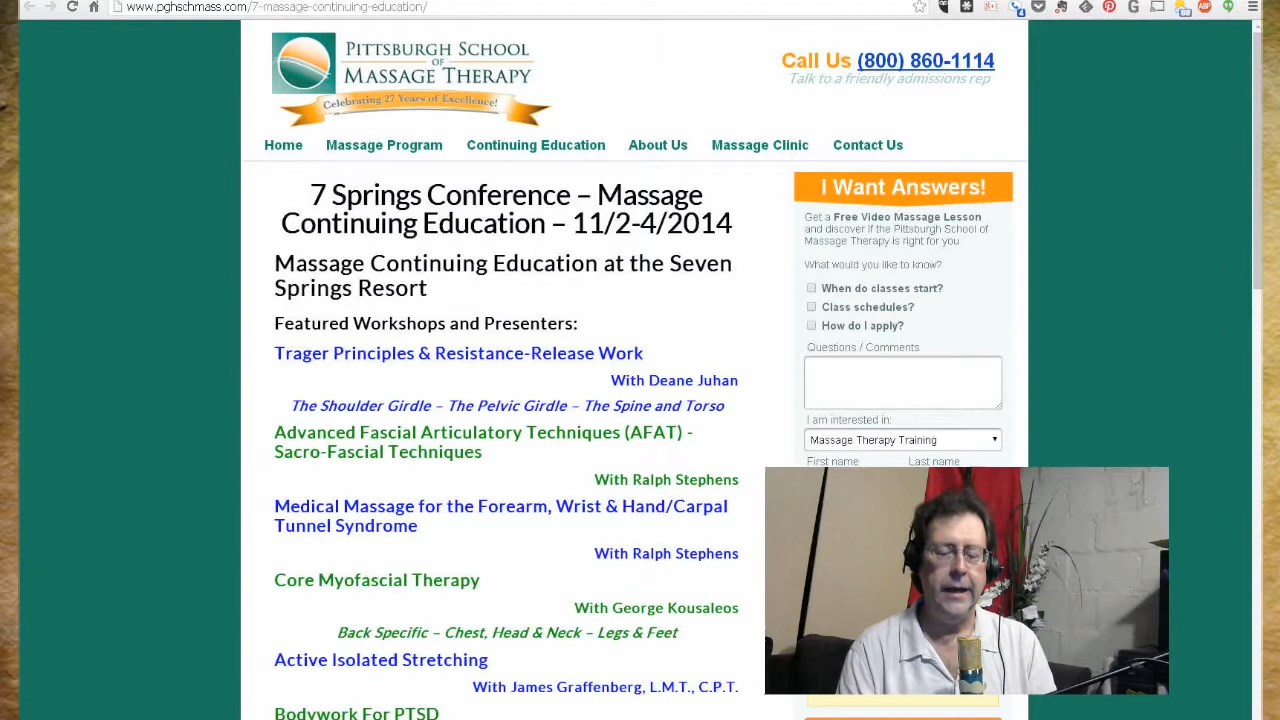 www.pghschmass.com/7-massage-continuing-education/
PITTSBURGH SCHOOL
OF
MASSAGE THERAPY
Celebrating 27 Years of Excellence!
Call Us (800) 860-1114
Talk to a friendly admissions rep
Home Massage Program Continuing Education About Us Massage Clinic Contact Us
7 Springs Conference – Massage
Continuing Education – 11/2-4/2014
Massage Continuing Education at the Seven
Springs Resort
Featured Workshops and Presenters:
Trager Principles & Resistance-Release Work
With Deane Juhan
The Shoulder Girdle – The Pelvic Girdle – The Spine and Torso
Advanced Fascial Articulatory Techniques (AFAT) -
Sacro-Fascial Techniques
With Ralph Stephens
Medical Massage for the Forearm, Wrist & Hand/Carpal
Tunnel Syndrome
With Ralph Stephens
Core Myofascial Therapy
With George Kousaleos
Back Specific – Chest, Head & Neck – Legs & Feet
Active Isolated Stretching
With James Graffenberg, L.M.T., C.P.T.
Bodywork For PTSD
I Want Answers!
Get a Free Video Massage Lesson
and discover if the Pittsburgh School of
Massage Therapy is right for you
What would you like to know?
When do classes start?
Class schedules?
How do I apply?
Questions / Comments
I am interested in:
Massage Therapy Training
First name Last name